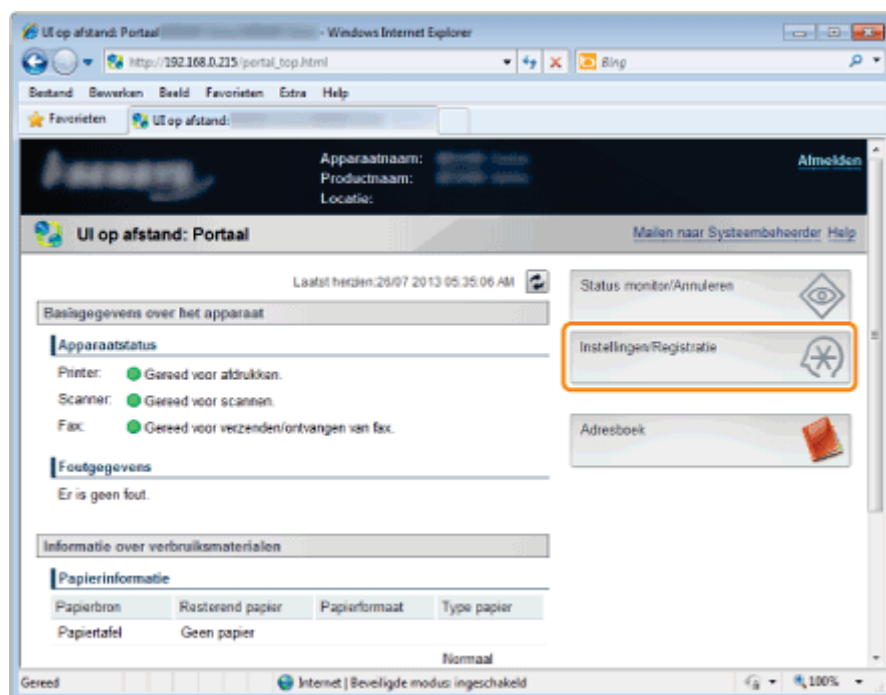 UI op afstand: Portaal - Windows Internet Explorer
http://192.168.0.215/portal_top.html
Bing
Bestand Bewerken Beeld Favorieten Extra Help
Favorieten
UI op afstand:
Apparaatnaam:
Productnaam:
Locatie:
Afmelden
UI op afstand: Portaal
Mailen naar Systeembeheerder Help
Laatst herzien:26/07 2013 05:35:06 AM
Basisgegevens over het apparaat
Apparaatstatus
Printer: Gereed voor afdrukken.
Scanner: Gereed voor scannen.
Fax: Gereed voor verzenden/ontvangen van fax.
Foutgegevens
Er is geen fout.
Informatie over verbruiksmaterialen
Papierinformatie
Papierbron Resterend papier Papierformaat Type papier
Papiertafel Geen papier
Normaal
Status monitor/Annuleren
Instellingen/Registratie
Adresboek
Gereed
Internet | Beveiligde modus: ingeschakeld
100%